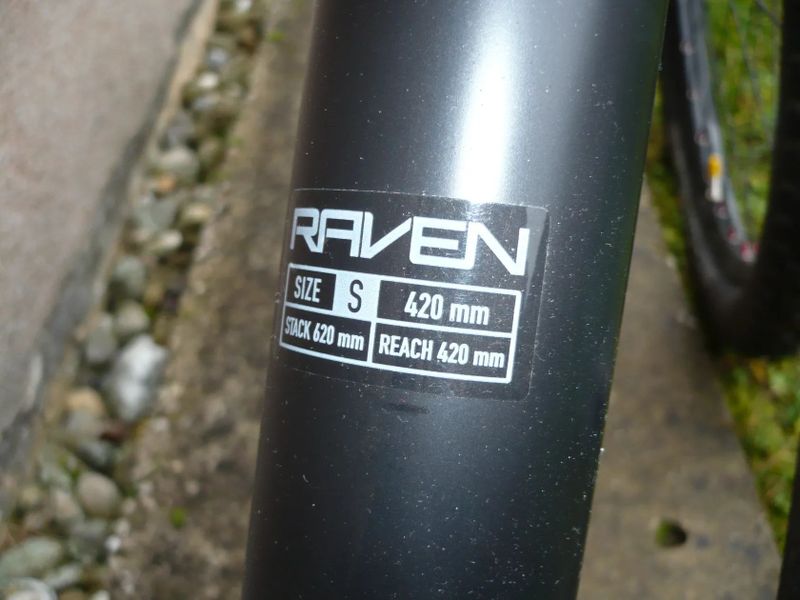 RAVEN
SIZE S 420 mm
STACK 620 mm REACH 420 mm